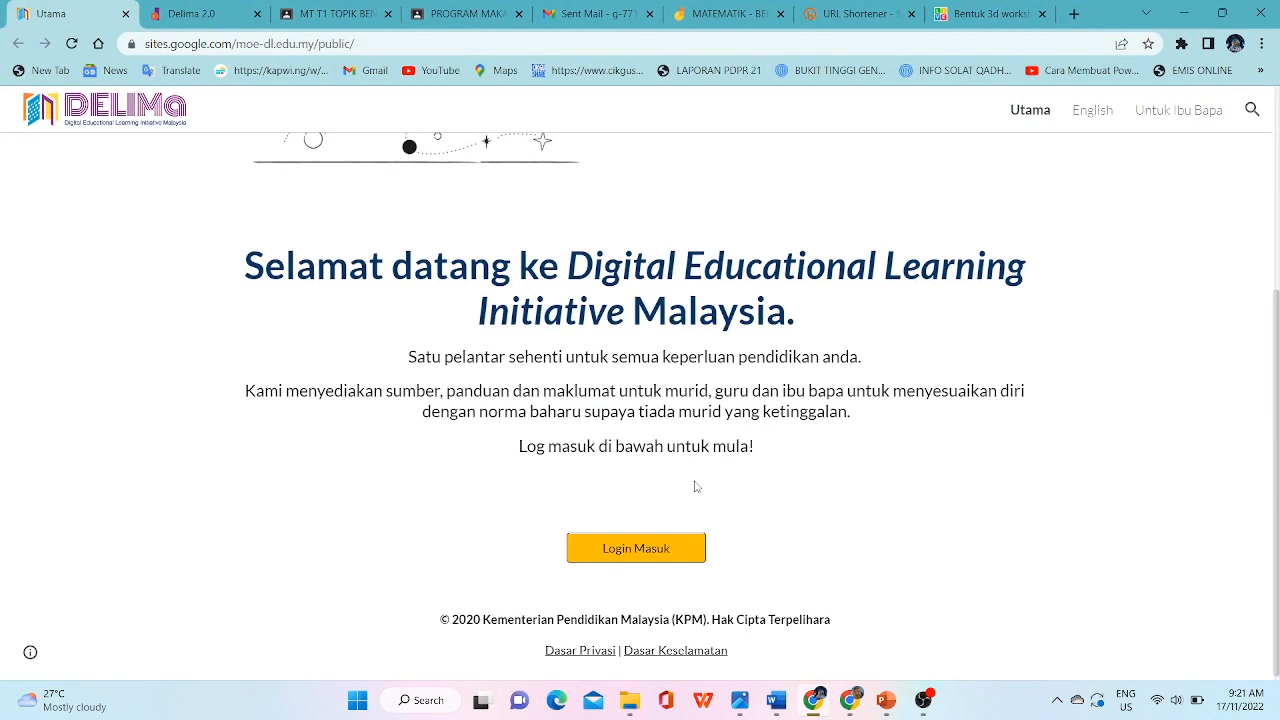 Utama
Delima 2.0
MT T1 TOPIK BEN
PROGRAM MAKA
Sent Mail - g-771
MATEMATIK - BEI
URL Shortener - S
Bentuk 3d works
sites.google.com/moe-dl.edu.my/public/
New Tab
Google Books
Translate
https://kapwi.ng/w/...
Gmail
YouTube
Maps
https://www.cikgus...
LAPORAN PDPR 21
BUKIT TINGGI GEN...
INFO SOLAT QADH...
Cara Membuat Pow...
EMIS ONLINE
»
DELIMa
Digital Educational Learning Initiative Malaysia
Utama
English
Untuk Ibu Bapa
Selamat datang ke Digital Educational Learning
Initiative Malaysia.
Satu pelantar sehenti untuk semua keperluan pendidikan anda.
Kami menyediakan sumber, panduan dan maklumat untuk murid, guru dan ibu bapa untuk menyesuaikan diri
dengan norma baharu supaya tiada murid yang ketinggalan.
Log masuk di bawah untuk mula!
Login Masuk
© 2020 Kementerian Pendidikan Malaysia (KPM). Hak Cipta Terpelihara
Dasar Privasi | Dasar Keselamatan
27°C
Mostly cloudy
Search
ENG
US
9:21 AM
17/11/2022